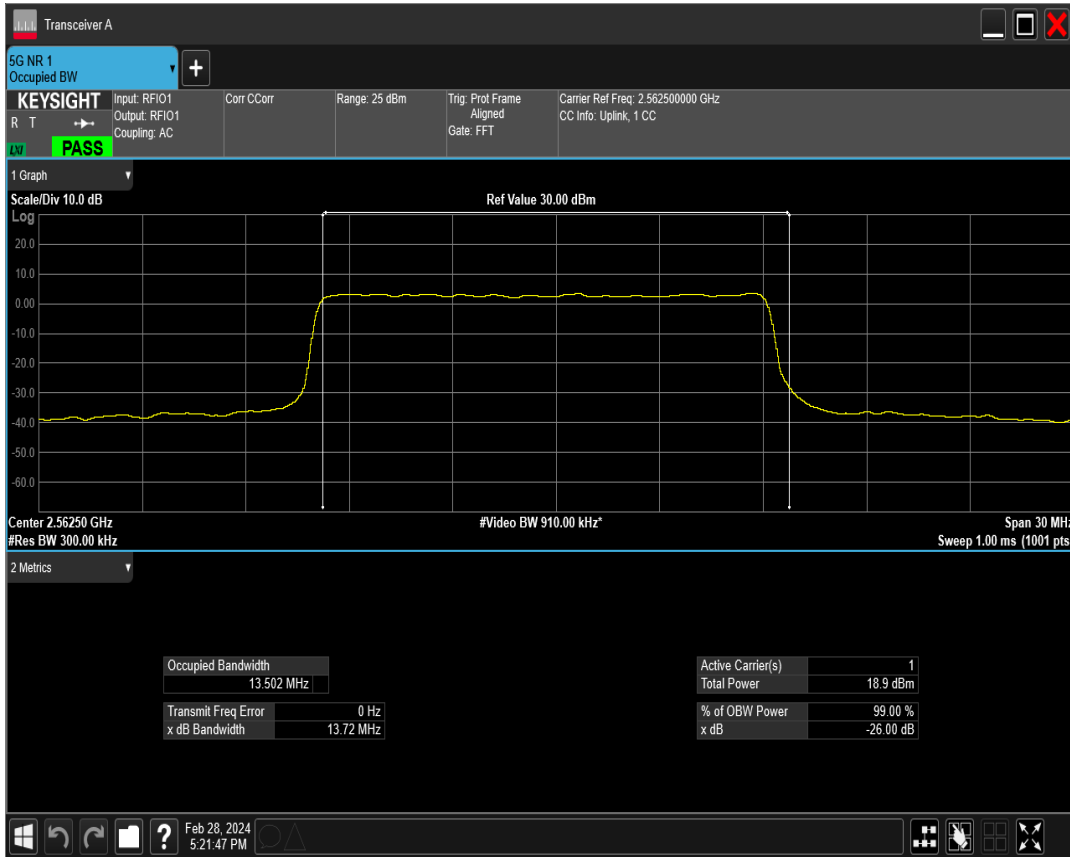 Transceiver A
5G NR 1
Occupied BW
+
KEYSIGHT
R T
LXI
PASS
Input: RFIO1
Output: RFIO1
Coupling: AC
Corr CCorr
Range: 25 dBm
Trig: Prot Frame
Aligned
Gate: FFT
Carrier Ref Freq: 2.562500000 GHz
CC Info: Uplink, 1 CC
1 Graph
Scale/Div 10.0 dB
Ref Value 30.00 dBm
Log
20.0
10.0
0.00
-10.0
-20.0
-30.0
-40.0
-50.0
-60.0
Center 2.56250 GHz
#Video BW 910.00 kHz*
Span 30 MHz
#Res BW 300.00 kHz
Sweep 1.00 ms (1001 pts
2 Metrics
Occupied Bandwidth
13.502 MHz
Transmit Freq Error 0 Hz
x dB Bandwidth 13.72 MHz
Active Carrier(s) 1
Total Power 18.9 dBm
% of OBW Power 99.00 %
x dB -26.00 dB
?
Feb 28, 2024
5:21:47 PM